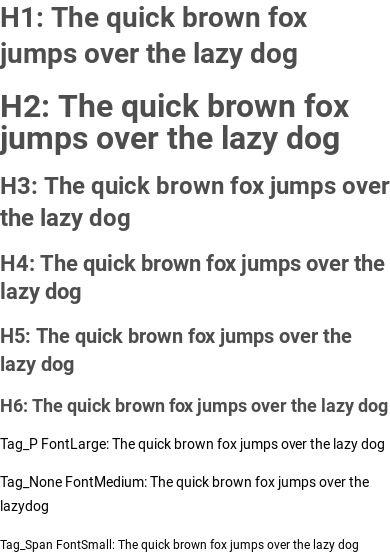 H1: The quick brown fox
jumps over the lazy dog
H2: The quick brown fox
jumps over the lazy dog
H3: The quick brown fox jumps over
the lazy dog
H4: The quick brown fox jumps over the
lazy dog
H5: The quick brown fox jumps over the
lazy dog
H6: The quick brown fox jumps over the lazy dog
Tag_P FontLarge: The quick brown fox jumps over the lazy dog
Tag_None FontMedium: The quick brown fox jumps over the
lazydog
Tag_Span FontSmall: The quick brown fox jumps over the lazy dog